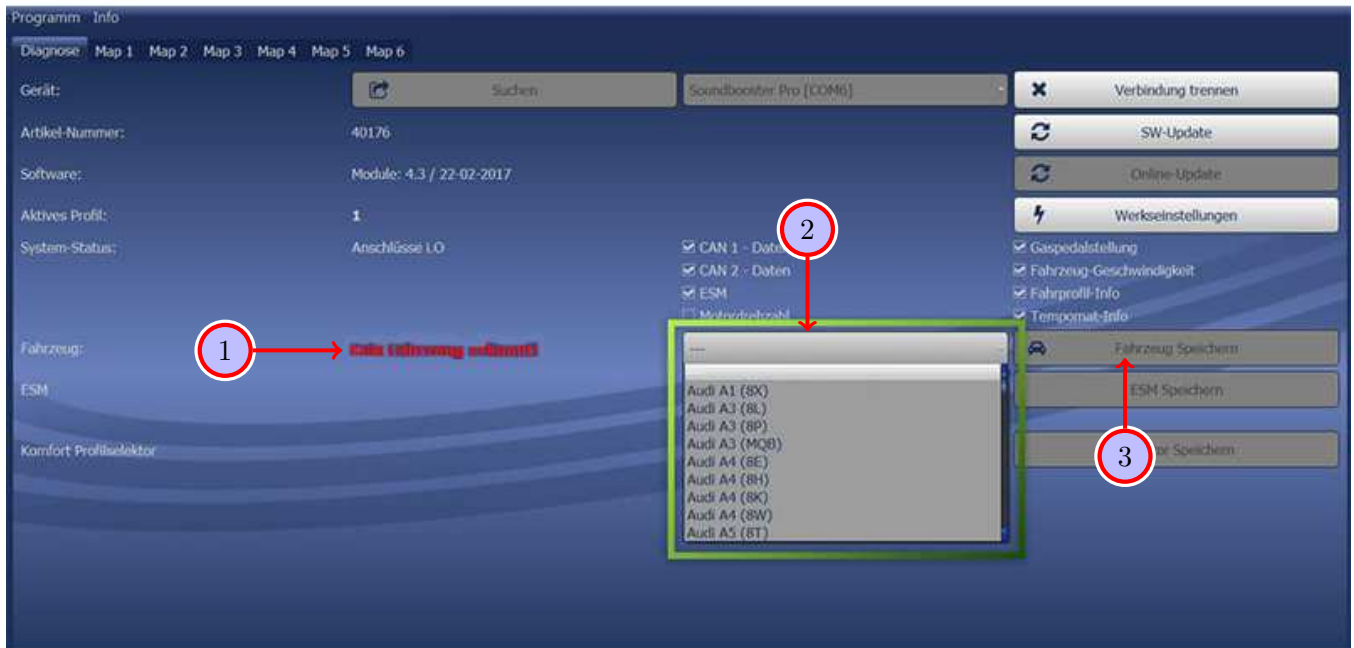 Programm Info
Diagnose Map 1 Map 2 Map 3 Map 4 Map 5 Map 6
Gerät: Suchen Soundbooster Pro [COM6] Verbindung trennen
Artikel-Nummer: 40176 SW-Update
Software: Module: 4.3 / 22-02-2017 Online-Update
Aktives Profil: 1 Werkseinstellungen
2
System-Status: Anschlüsse I.O CAN 1 - Daten Gaspedalstellung
CAN 2 - Daten Fahrzeug-Geschwindigkeit
ESM Fahrprofil-Info
Motordrehzahl Tempomat-Info
Fahrzeug: 1 --- Fahrzeug Speichern
ESM ESM Speichern
Audi A1 (8X)
Audi A3 (8L)
Audi A3 (8P)
Audi A3 (MQB)
Komfort Profilselektor 3 Speichern
Audi A4 (8E)
Audi A4 (8H)
Audi A4 (8K)
Audi A4 (8W)
Audi A5 (8T)